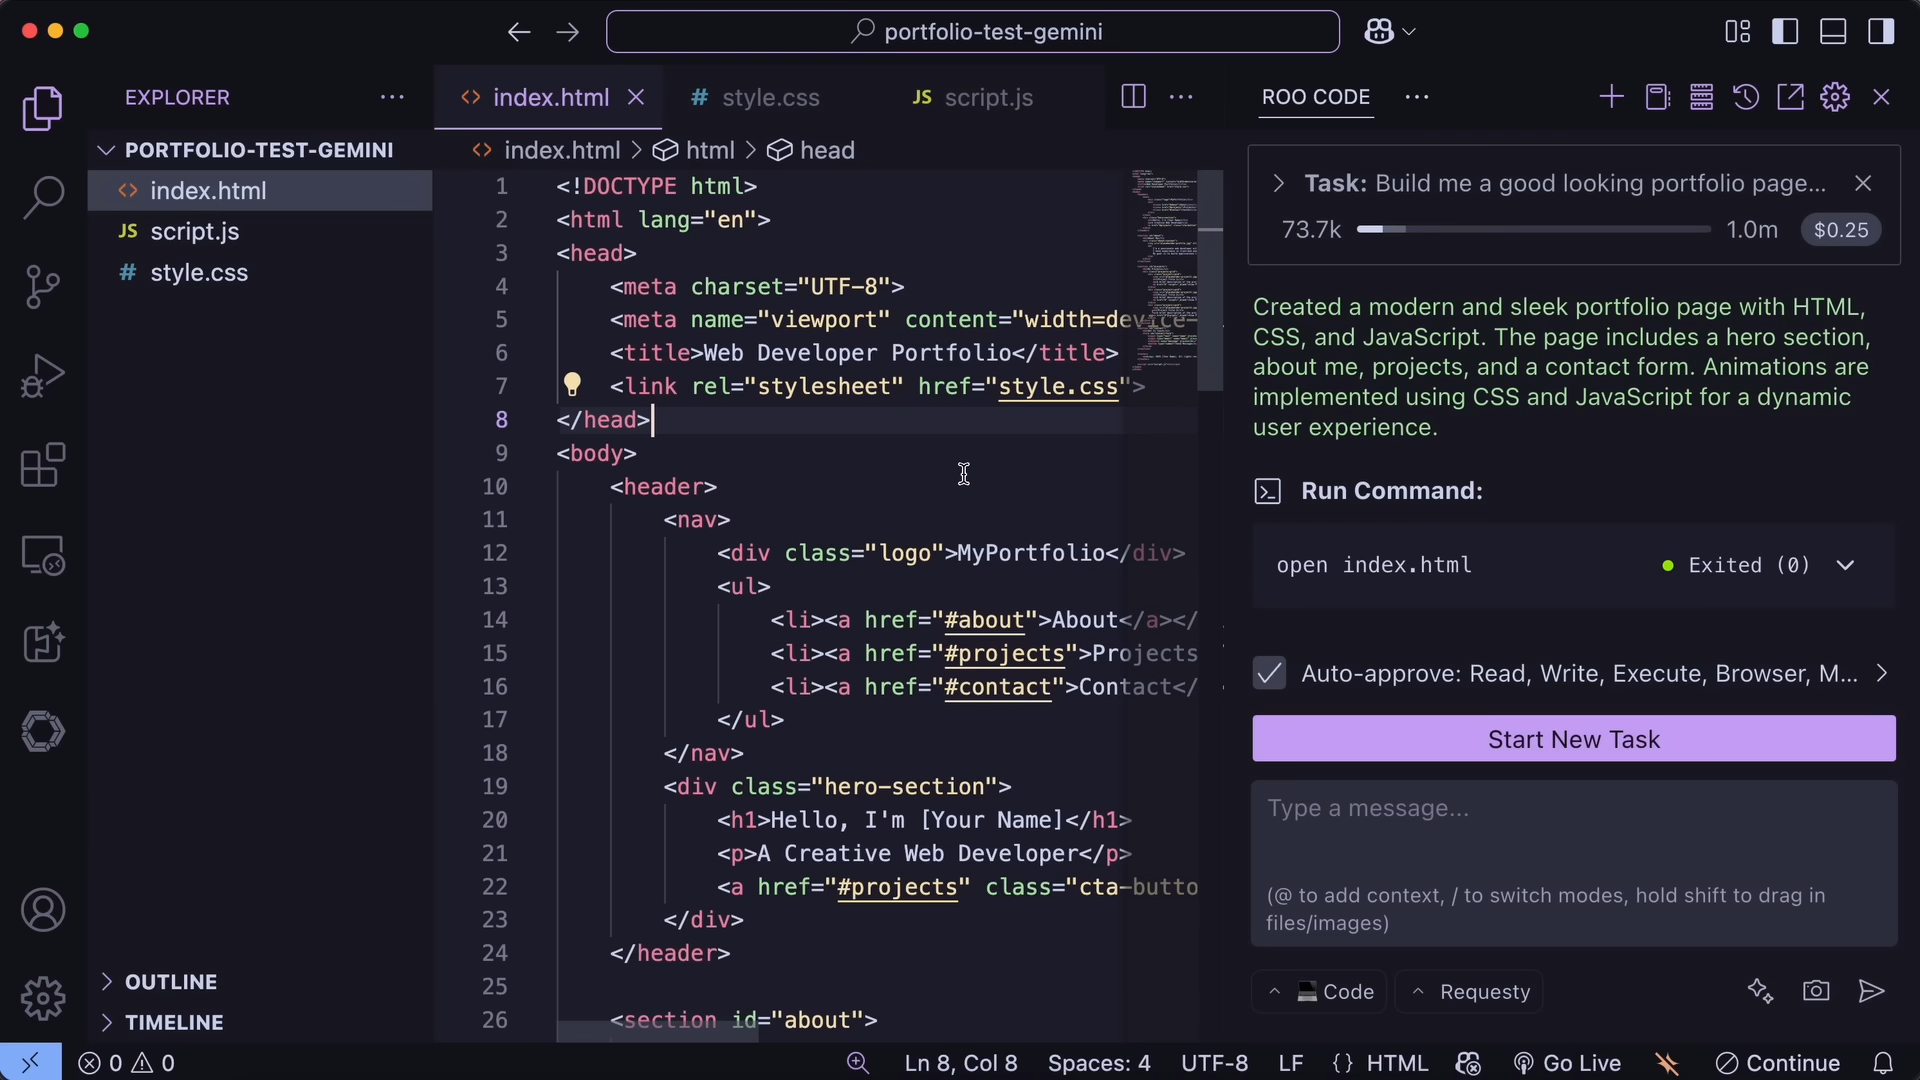 portfolio-test-gemini
EXPLORER
PORTFOLIO-TEST-GEMINI
index.html
JS script.js
# style.css
OUTLINE
TIMELINE
index.html
# style.css
JS script.js
index.html > html > head
1 <!DOCTYPE html>
2 <html lang="en">
3 <head>
4 <meta charset="UTF-8">
5 <meta name="viewport" content="width=device-
6 <title>Web Developer Portfolio</title>
7 <link rel="stylesheet" href="style.css">
8 </head>
9 <body>
10 <header>
11 <nav>
12 <div class="logo">MyPortfolio</div>
13 <ul>
14 <li><a href="#about">About</a></
15 <li><a href="#projects">Projects
16 <li><a href="#contact">Contact</
17 </ul>
18 </nav>
19 <div class="hero-section">
20 <h1>Hello, I'm [Your Name]</h1>
21 <p>A Creative Web Developer</p>
22 <a href="#projects" class="cta-butto
23 </div>
24 </header>
25
26 <section id="about">
ROO CODE
Task: Build me a good looking portfolio page...
73.7k 1.0m $0.25
Created a modern and sleek portfolio page with HTML,
CSS, and JavaScript. The page includes a hero section,
about me, projects, and a contact form. Animations are
implemented using CSS and JavaScript for a dynamic
user experience.
Run Command:
open index.html Exited (0)
Auto-approve: Read, Write, Execute, Browser, M...
Start New Task
Type a message...
(@ to add context, / to switch modes, hold shift to drag in
files/images)
Code Requesty
0 0 Ln 8, Col 8 Spaces: 4 UTF-8 LF {} HTML Go Live Continue